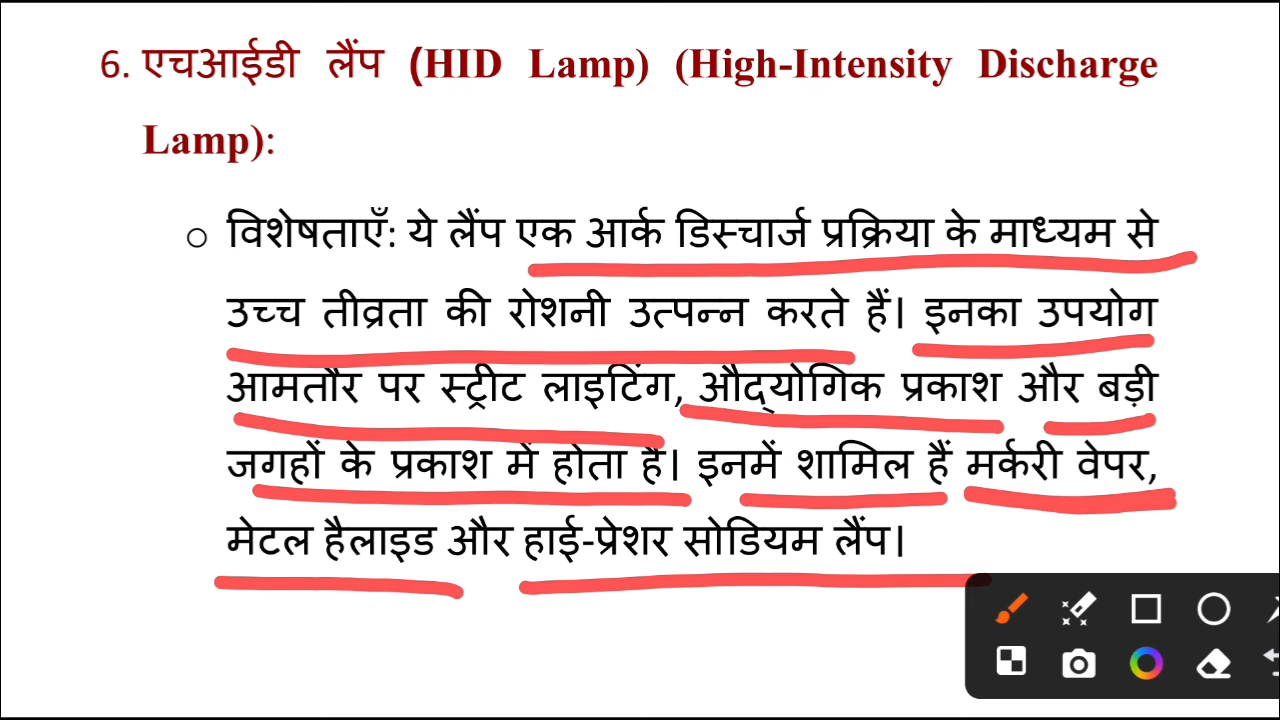 6. एचआईडी लैंप (HID Lamp) (High-Intensity Discharge
Lamp):
○ विशेषताएँ: ये लैंप एक आर्क डिस्चार्ज प्रक्रिया के माध्यम से
उच्च तीव्रता की रोशनी उत्पन्न करते हैं। इनका उपयोग
आमतौर पर स्ट्रीट लाइटिंग, औद्योगिक प्रकाश और बड़ी
जगहों के प्रकाश में होता है। इनमें शामिल हैं मर्करी वेपर,
मेटल हैलाइड और हाई-प्रेशर सोडियम लैंप।